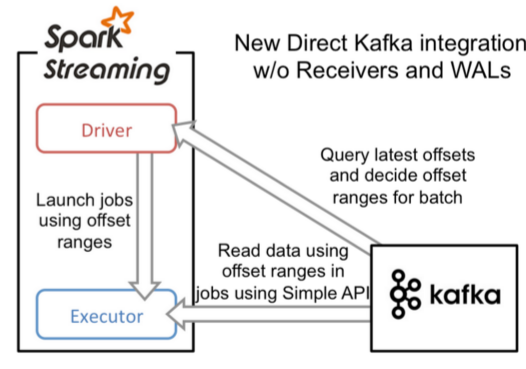 Spark
Streaming
New Direct Kafka integration
w/o Receivers and WALs
Driver
Query latest offsets
and decide offset
ranges for batch
Launch jobs
using offset
ranges
Read data using
offset ranges in
jobs using Simple API
Executor
kafka